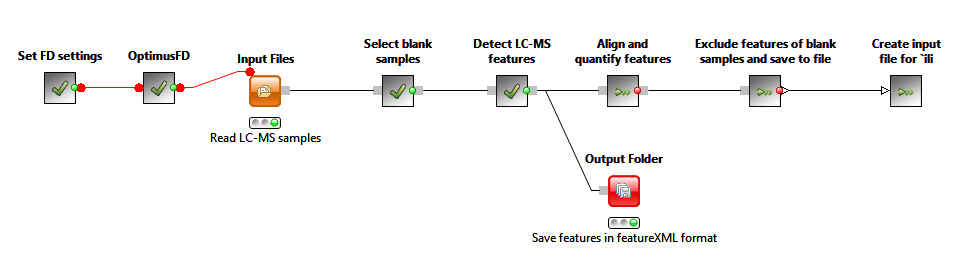 Set FD settings
OptimusFD
Input Files
Read LC-MS samples
Select blank
samples
Detect LC-MS
features
Align and
quantify features
Exclude features of blank
samples and save to file
Create input
file for `ili
Output Folder
Save features in featureXML format